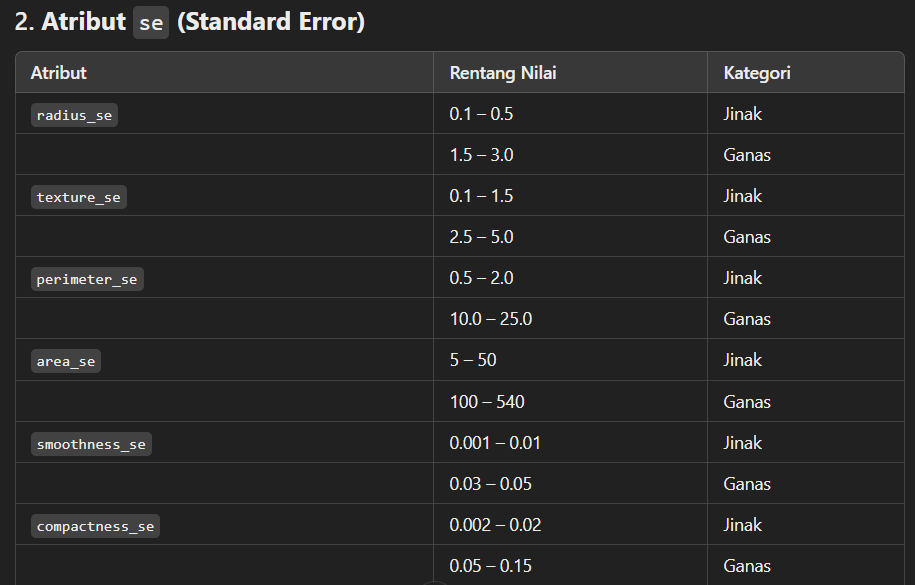 2. Atribut se (Standard Error)
Atribut Rentang Nilai Kategori
radius_se 0.1 – 0.5 Jinak
1.5 – 3.0 Ganas
texture_se 0.1 – 1.5 Jinak
2.5 – 5.0 Ganas
perimeter_se 0.5 – 2.0 Jinak
10.0 – 25.0 Ganas
area_se 5 – 50 Jinak
100 – 540 Ganas
smoothness_se 0.001 – 0.01 Jinak
0.03 – 0.05 Ganas
compactness_se 0.002 – 0.02 Jinak
0.05 – 0.15 Ganas